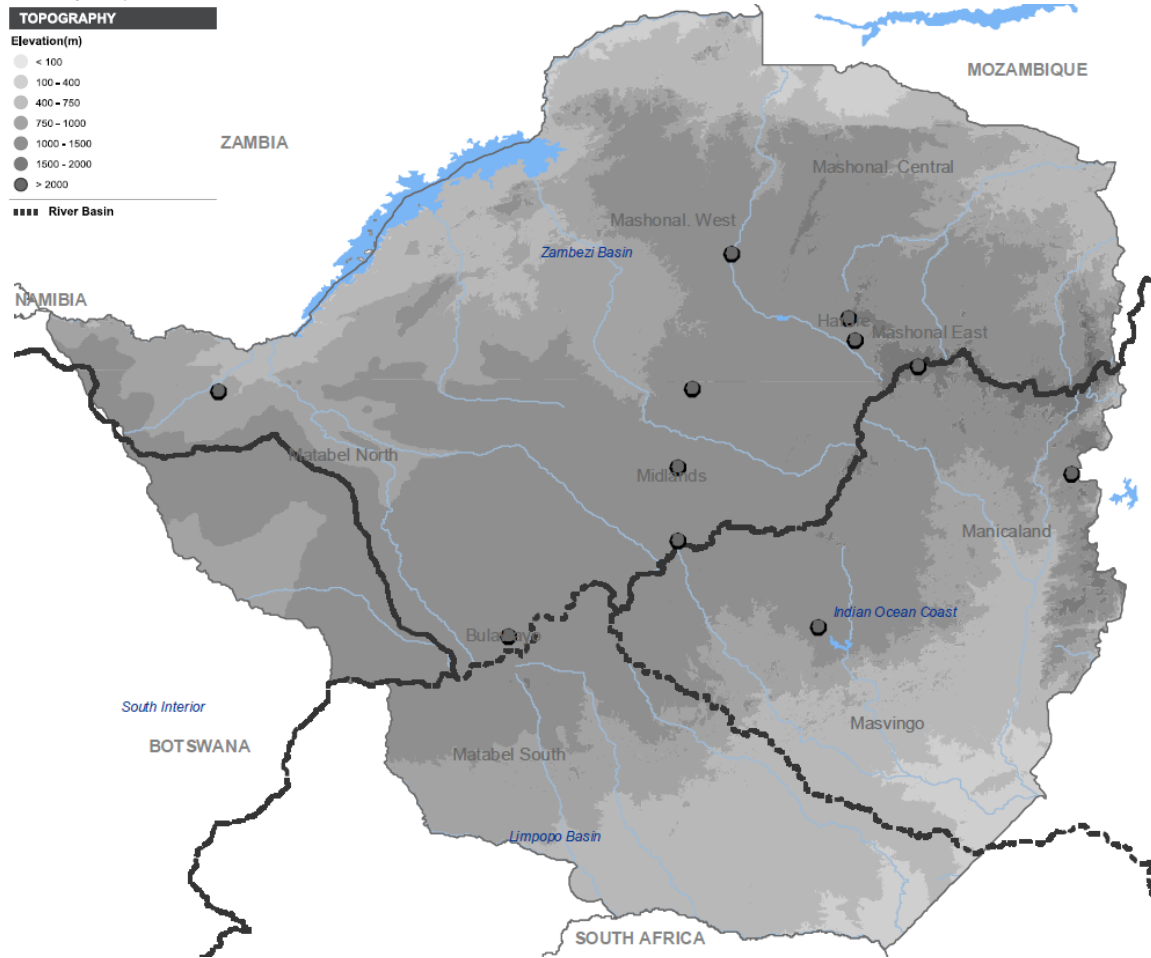 TOPOGRAPHY
Elevation(m)
< 100
100 - 400
400 - 750
750 - 1000
1000 - 1500
1500 - 2000
> 2000
River Basin
MOZAMBIQUE
ZAMBIA
Mashonal. Central
Mashonal. West
Zambezi Basin
NAMIBIA
Harare
Mashonal East
Matabel North
Midlands
Manicaland
Indian Ocean Coast
Bulawayo
South Interior
BOTSWANA
Masvingo
Matabel South
Limpopo Basin
SOUTH AFRICA